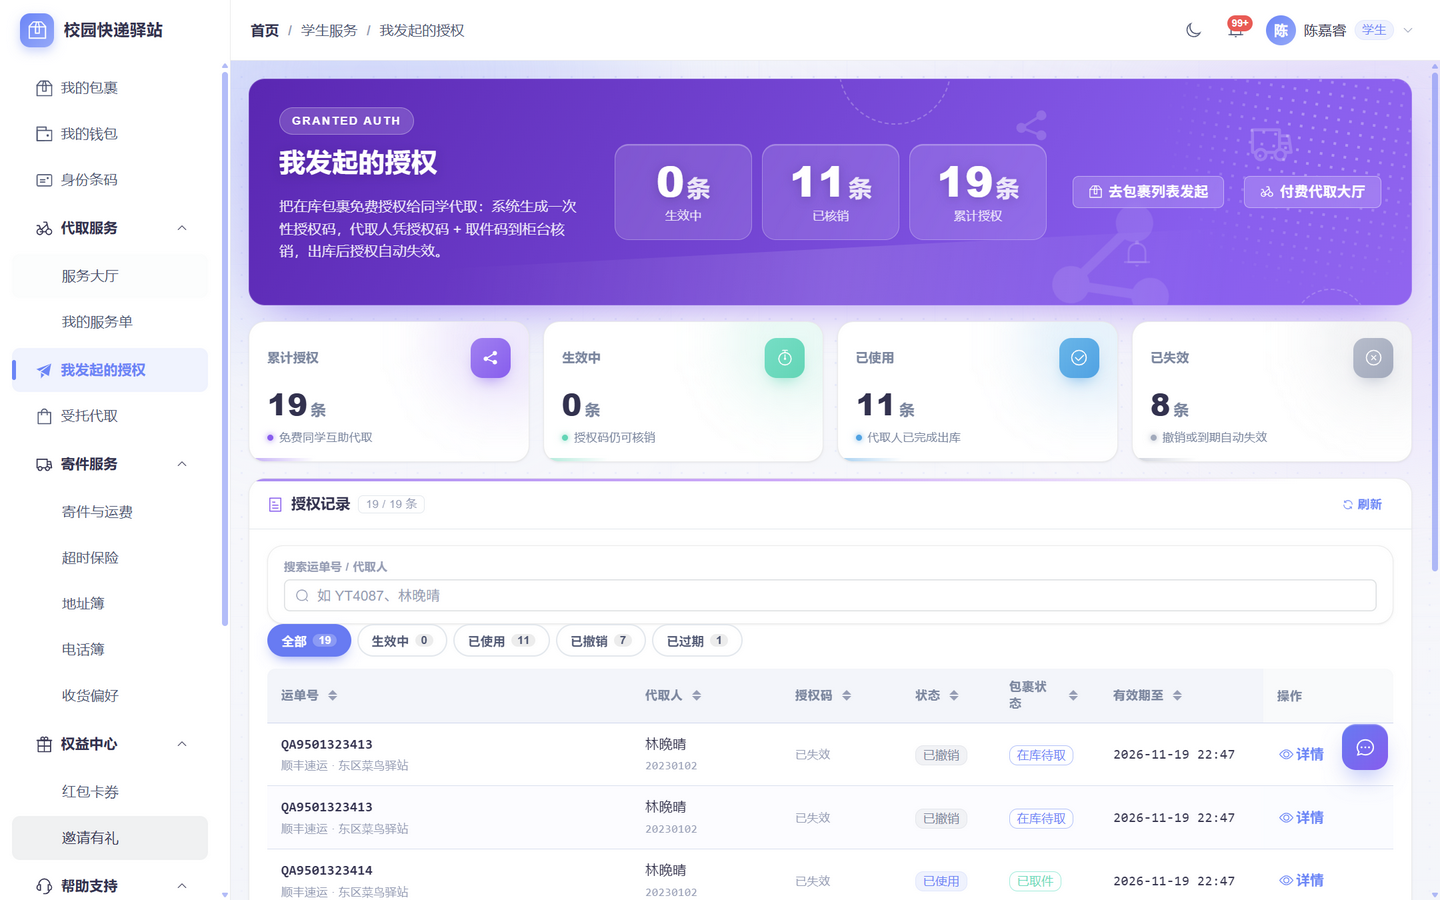 校园快递驿站
首页 / 学生服务 / 我发起的授权
99+
陈 陈嘉睿 学生
我的包裹
我的钱包
身份条码
代取服务
服务大厅
我的服务单
我发起的授权
受托代取
寄件服务
寄件与运费
超时保险
地址簿
电话簿
收货偏好
权益中心
红包卡券
邀请有礼
帮助支持
GRANTED AUTH
我发起的授权
把在库包裹免费授权给同学代取：系统生成一次
性授权码，代取人凭授权码 + 取件码到柜台核
销，出库后授权自动失效。
0条
生效中
11条
已核销
19条
累计授权
去包裹列表发起
付费代取大厅
累计授权
19条
免费同学互助代取
生效中
0条
授权码仍可核销
已使用
11条
代取人已完成出库
已失效
8条
撤销或到期自动失效
授权记录 19 / 19 条
刷新
搜索运单号 / 代取人
如 YT4087、林晚晴
全部 19 生效中 0 已使用 11 已撤销 7 已过期 1
运单号 代取人 授权码 状态 包裹状态 有效期至 操作
QA9501323413 林晚晴 已失效 已撤销 在库待取 2026-11-19 22:47 详情
顺丰速运 · 东区菜鸟驿站 20230102
QA9501323413 林晚晴 已失效 已撤销 在库待取 2026-11-19 22:47 详情
顺丰速运 · 东区菜鸟驿站 20230102
QA9501323414 林晚晴 已失效 已使用 已取件 2026-11-19 22:47 详情
顺丰速运 · 东区菜鸟驿站 20230102